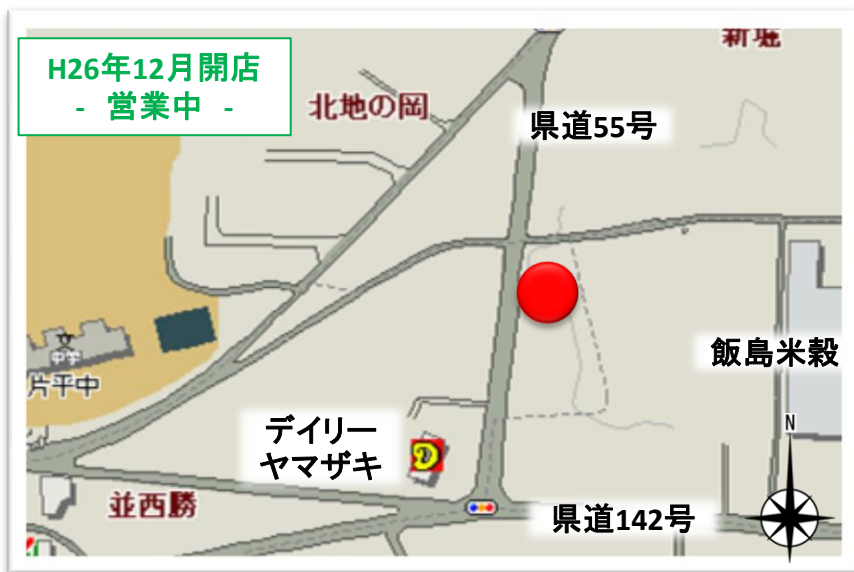 H26年12月開店
- 営業中 -
新堀
北地の岡
県道55号
飯島米穀
中学
片平中
デイリー
ヤマザキ
N
並西勝
県道142号